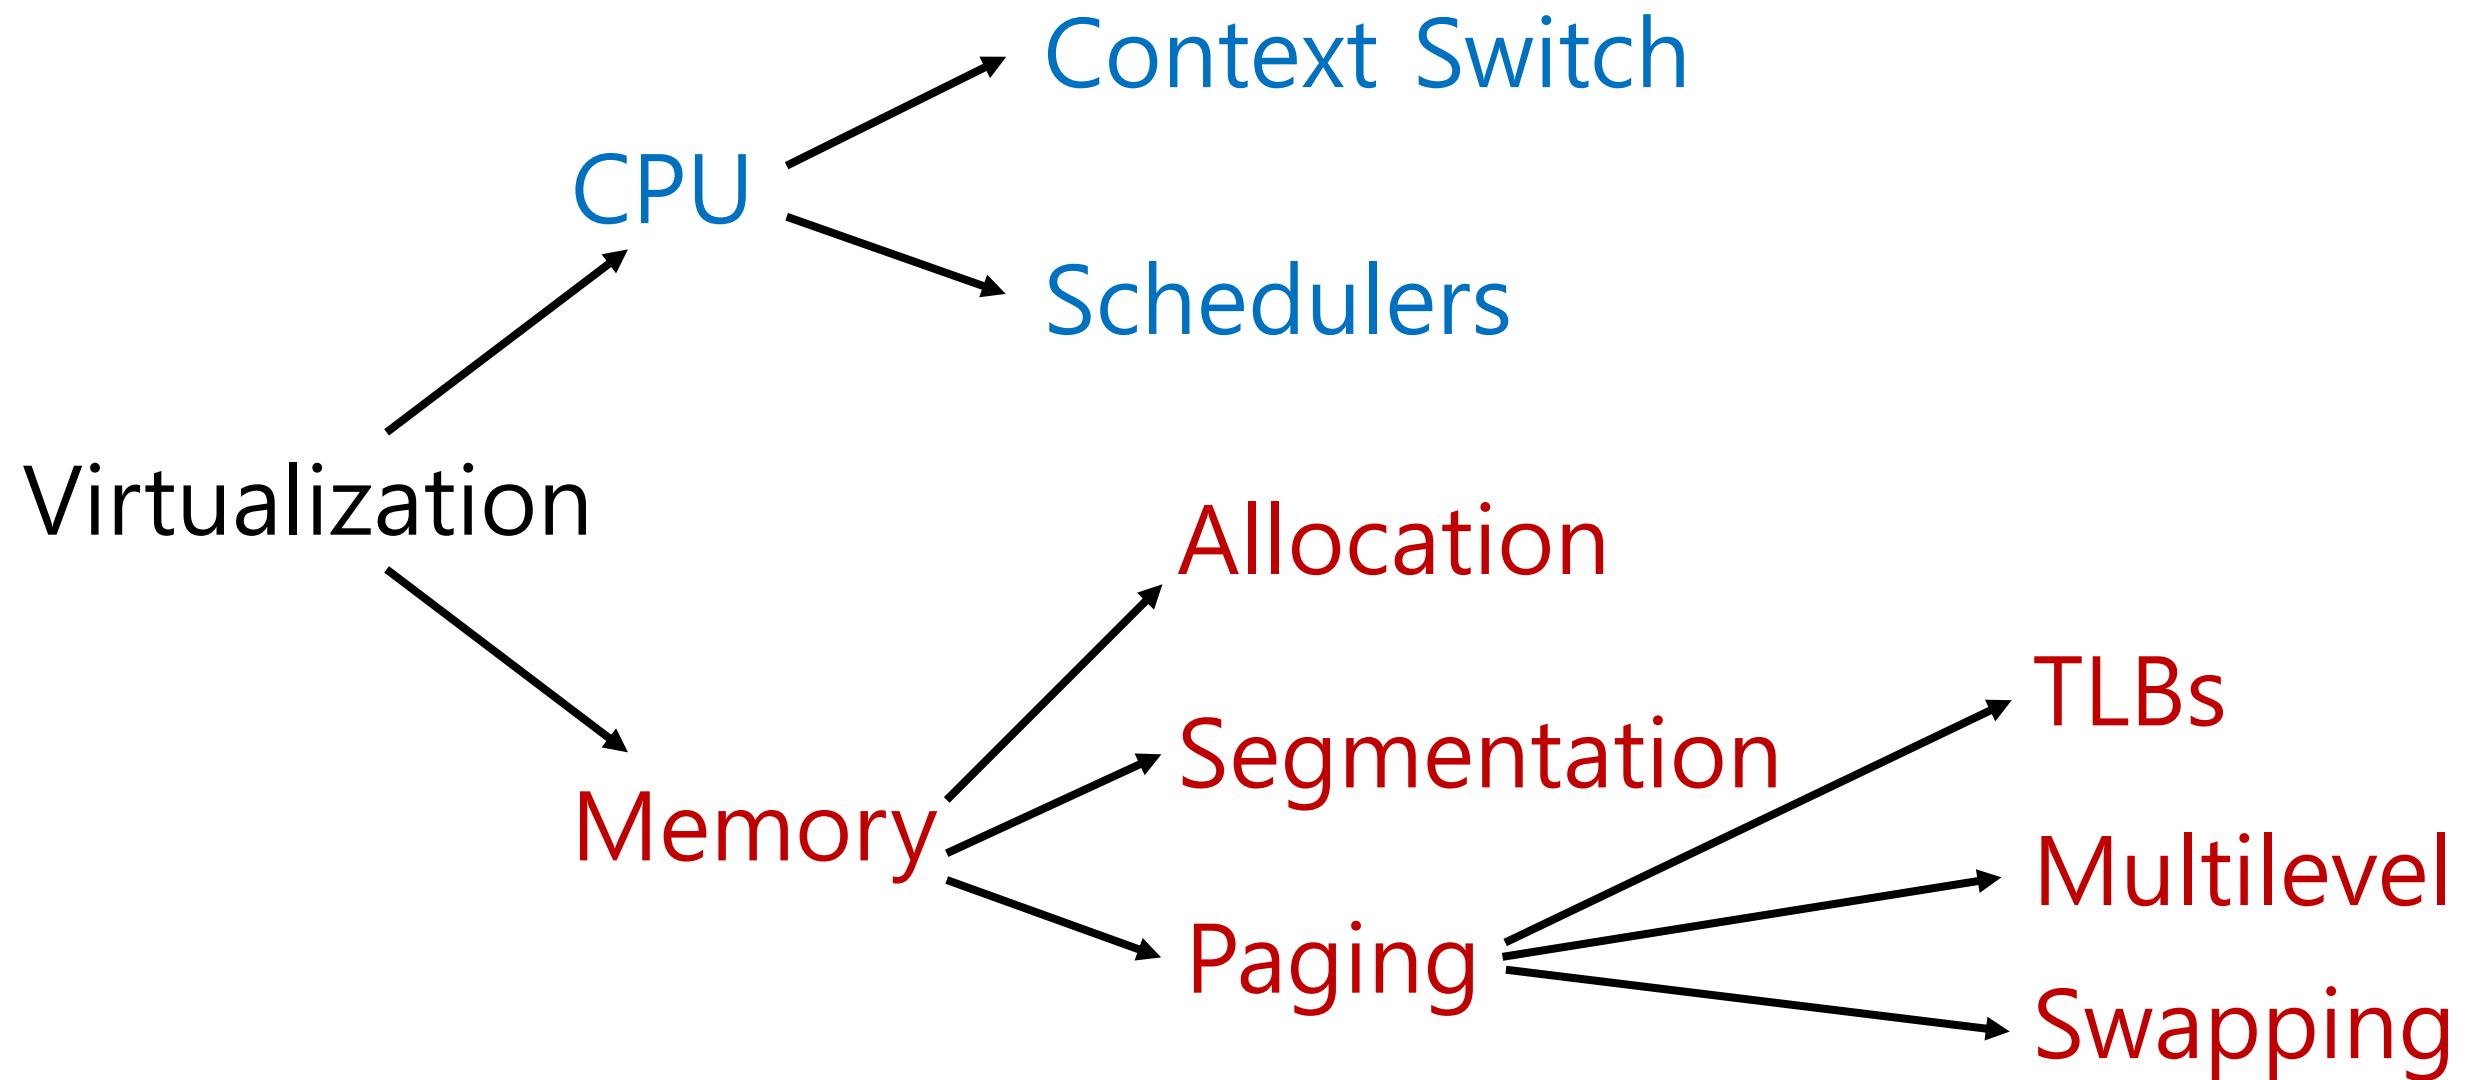 Context Switch
CPU
Schedulers
Virtualization
Allocation
TLBs
Segmentation
Memory
Multilevel
Paging
Swapping